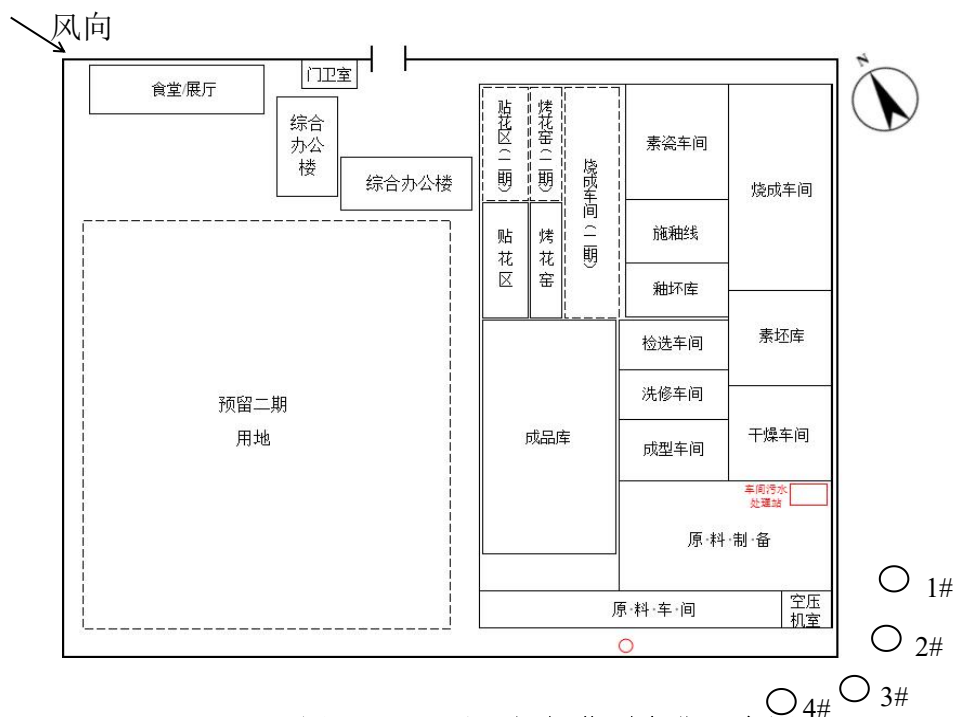 风向
N
门卫室
食堂/展厅
综合
办公
楼
综合办公楼
贴花区(二期)
烤花窑(二期)
烧成车间(二期)
素瓷车间
烧成车间
施釉线
釉坯库
贴花区
烤花窑
检选车间
素坯库
洗修车间
成型车间
干燥车间
预留二期
用地
成品库
车间污水
处理站
原·料·制·备
原·料·车·间
空压
机室
1#
2#
3#
4#